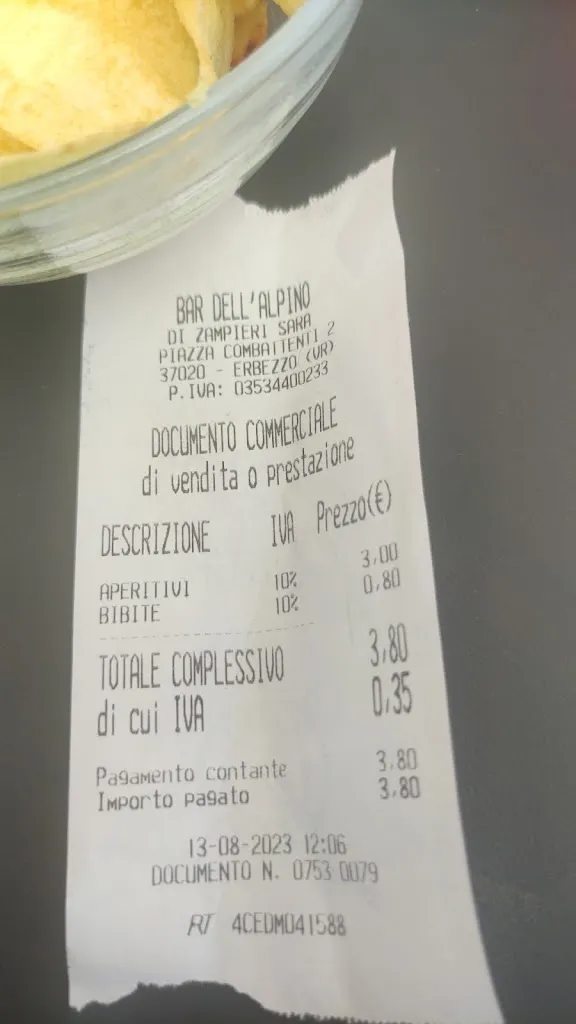 BAR DELL'ALPINO
DI ZAMPIERI SARA
PIAZZA COMBATTENTI 2
37020 - ERBEZZO (VR)
P.IVA: 03534400233
DOCUMENTO COMMERCIALE
di vendita o prestazione
DESCRIZIONE IVA Prezzo(€)
APERITIVI 10% 3,00
BIBITE 10% 0,80
TOTALE COMPLESSIVO 3,80
di cui IVA 0,35
Pagamento contante 3,80
Importo pagato 3,80
13-08-2023 12:06
DOCUMENTO N. 0753 0079
RT 4CEDM041588